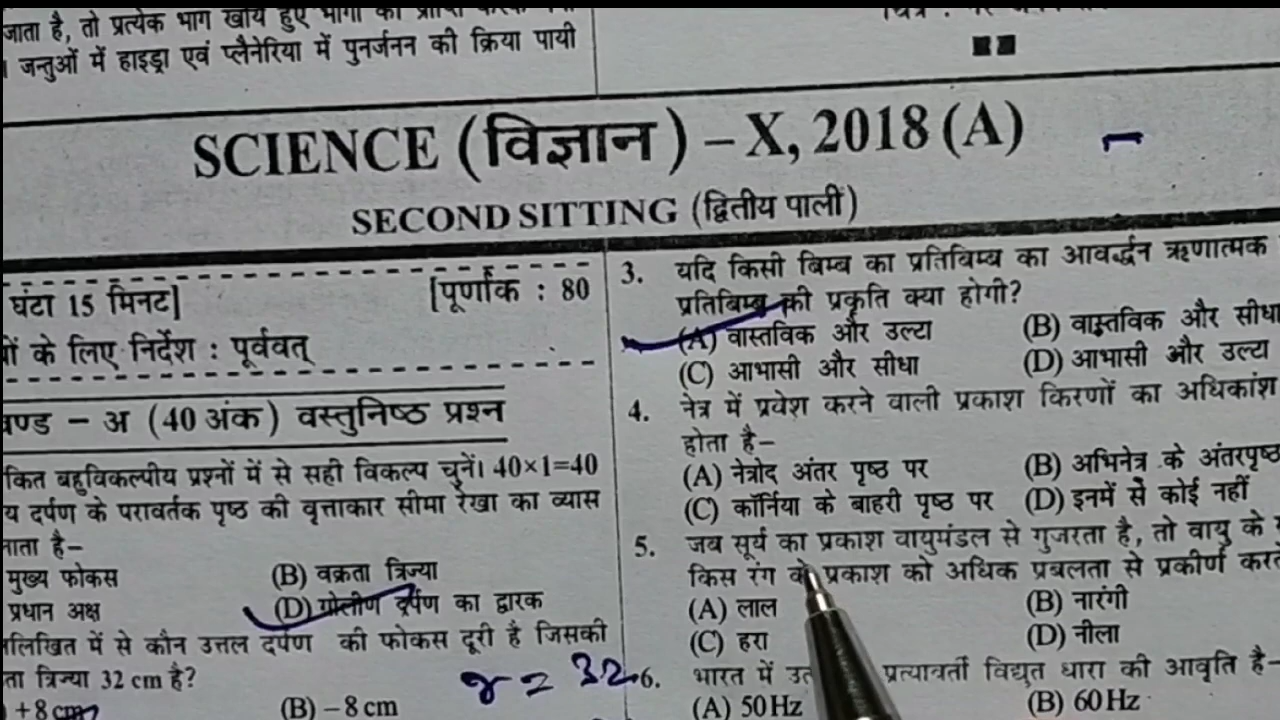 जाता है, तो प्रत्येक भाग खोये हुए भागों को
जन्तुओं में हाइड्रा एवं प्लैनेरिया में पुनर्जनन की क्रिया पायी
SCIENCE (विज्ञान) – X, 2018 (A)
SECOND SITTING (द्वितीय पाली)
घंटा 15 मिनट] [पूर्णांक : 80
के लिए निर्देश : पूर्ववत्
– अ (40 अंक) वस्तुनिष्ठ प्रश्न
बहुविकल्पीय प्रश्नों में से सही विकल्प चुनें। 40×1=40
दर्पण के परावर्तक पृष्ठ की वृत्ताकार सीमा रेखा का व्यास
है–
मुख्य फोकस (B) वक्रता त्रिज्या
प्रधान अक्ष (D) गोलीय दर्पण का द्वारक
में से कौन उत्तल दर्पण की फोकस दूरी है जिसकी
त्रिज्या 32 cm है?
r = 32
+8 cm (B) –8 cm
3. यदि किसी बिम्ब का प्रतिबिम्ब का आवर्द्धन ऋणात्मक
प्रतिबिम्ब की प्रकृति क्या होगी?
(A) वास्तविक और उल्टा (B) वास्तविक और सीधा
(C) आभासी और सीधा (D) आभासी और उल्टा
4. नेत्र में प्रवेश करने वाली प्रकाश किरणों का अधिकांश
होता है–
(A) नेत्रोद अंतर पृष्ठ पर (B) अभिनेत्र के अंतरपृष्ठ
(C) कॉर्निया के बाहरी पृष्ठ पर (D) इनमें से कोई नहीं
5. जब सूर्य का प्रकाश वायुमंडल से गुजरता है, तो वायु के
किस रंग के प्रकाश को अधिक प्रबलता से प्रकीर्ण
(A) लाल (B) नारंगी
(C) हरा (D) नीला
6. भारत में प्रत्यावर्ती विद्युत धारा की आवृति है–
(A) 50 Hz (B) 60 Hz